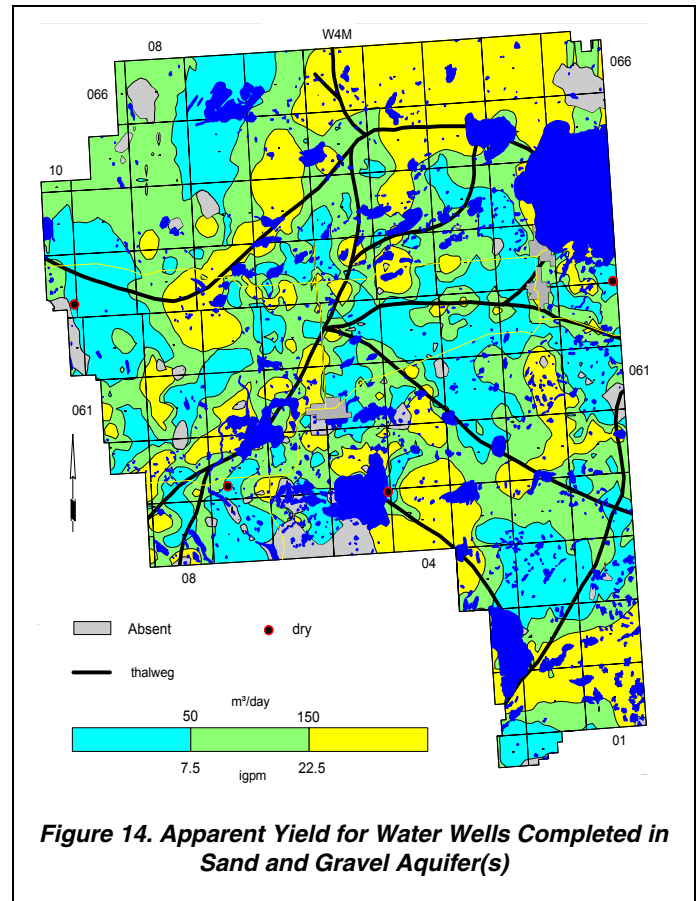 W4M
08
066
066
10
061
061
04
08
Absent
dry
thalweg
m³/day
50
150
7.5
igpm
22.5
01
Figure 14. Apparent Yield for Water Wells Completed in
Sand and Gravel Aquifer(s)